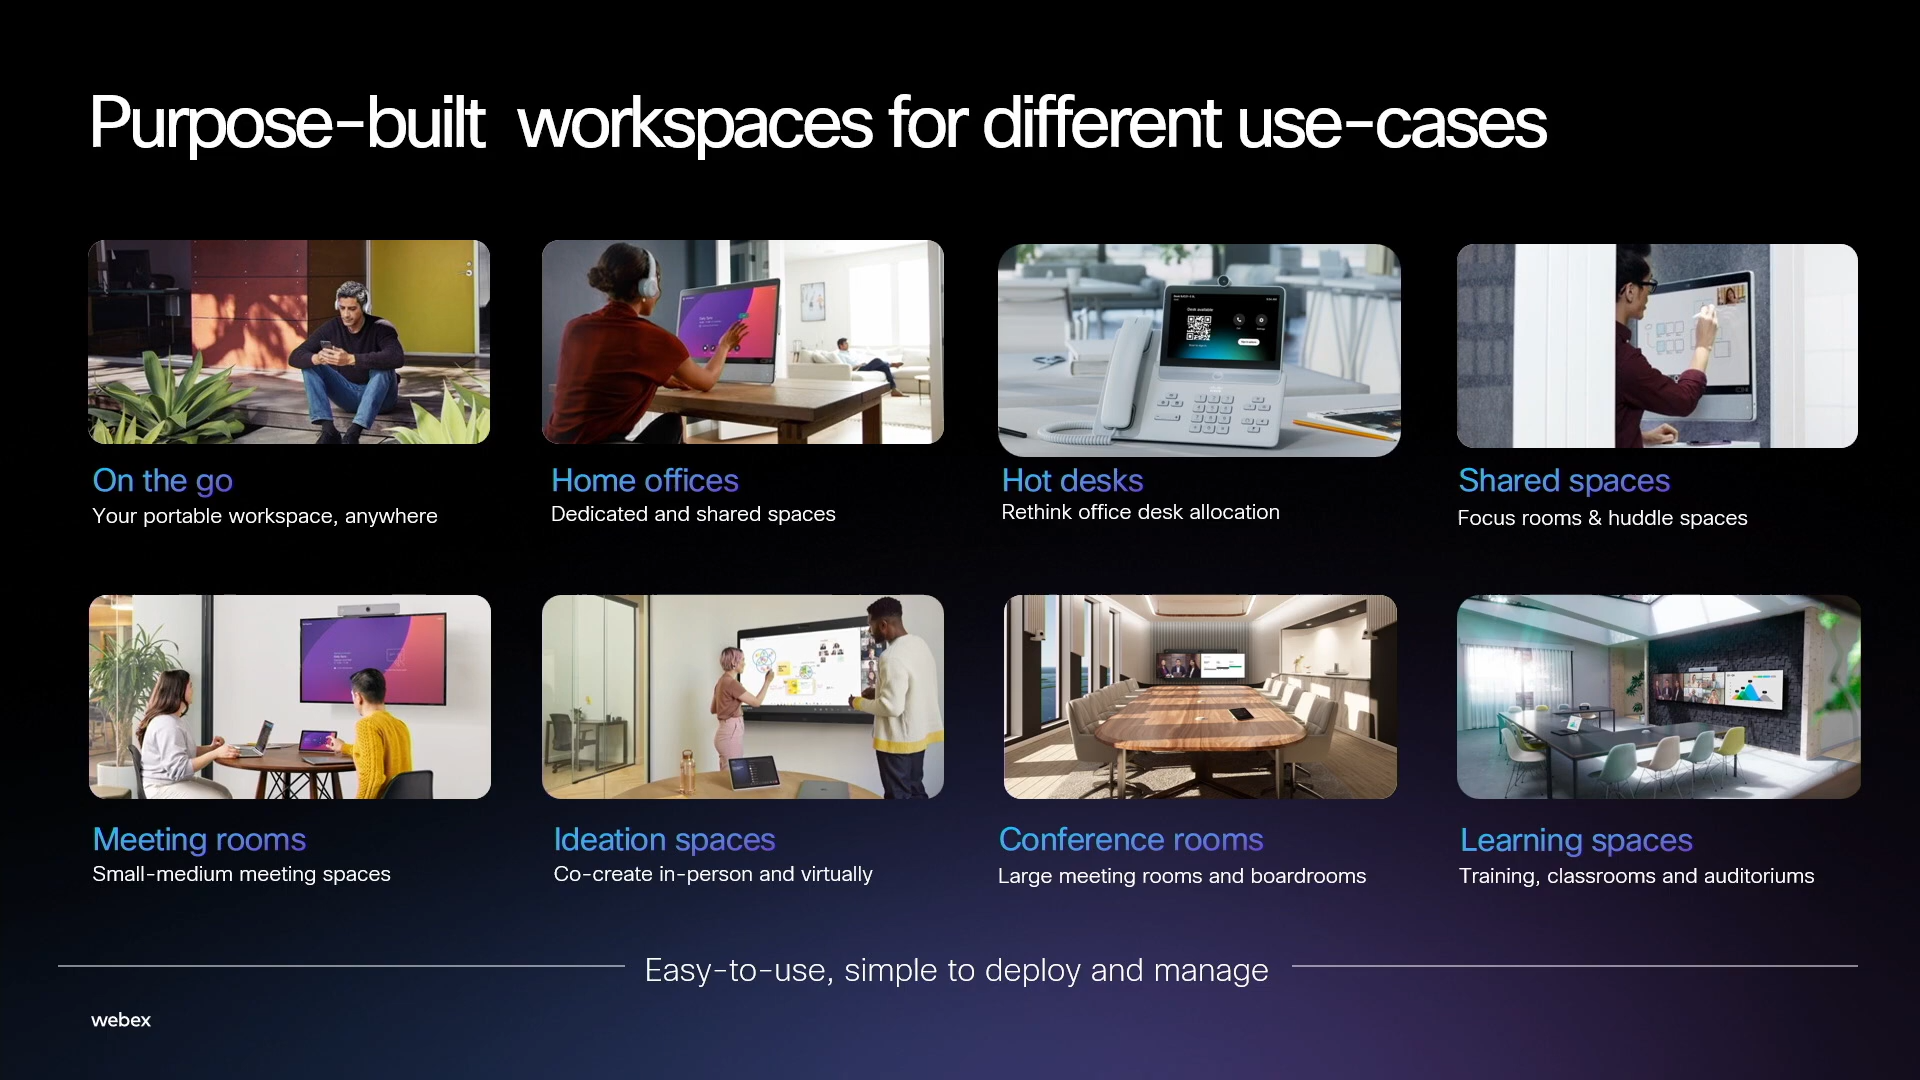 Purpose-built  workspaces for different use-cases
On the go
Your portable workspace, anywhere
Home offices
Dedicated and shared spaces
Hot desks
Rethink office desk allocation
Shared spaces
Focus rooms & huddle spaces
Meeting rooms
Small-medium meeting spaces
Ideation spaces
Co-create in-person and virtually
Conference rooms
Large meeting rooms and boardrooms
Learning spaces
Training, classrooms and auditoriums
Easy-to-use, simple to deploy and manage
webex